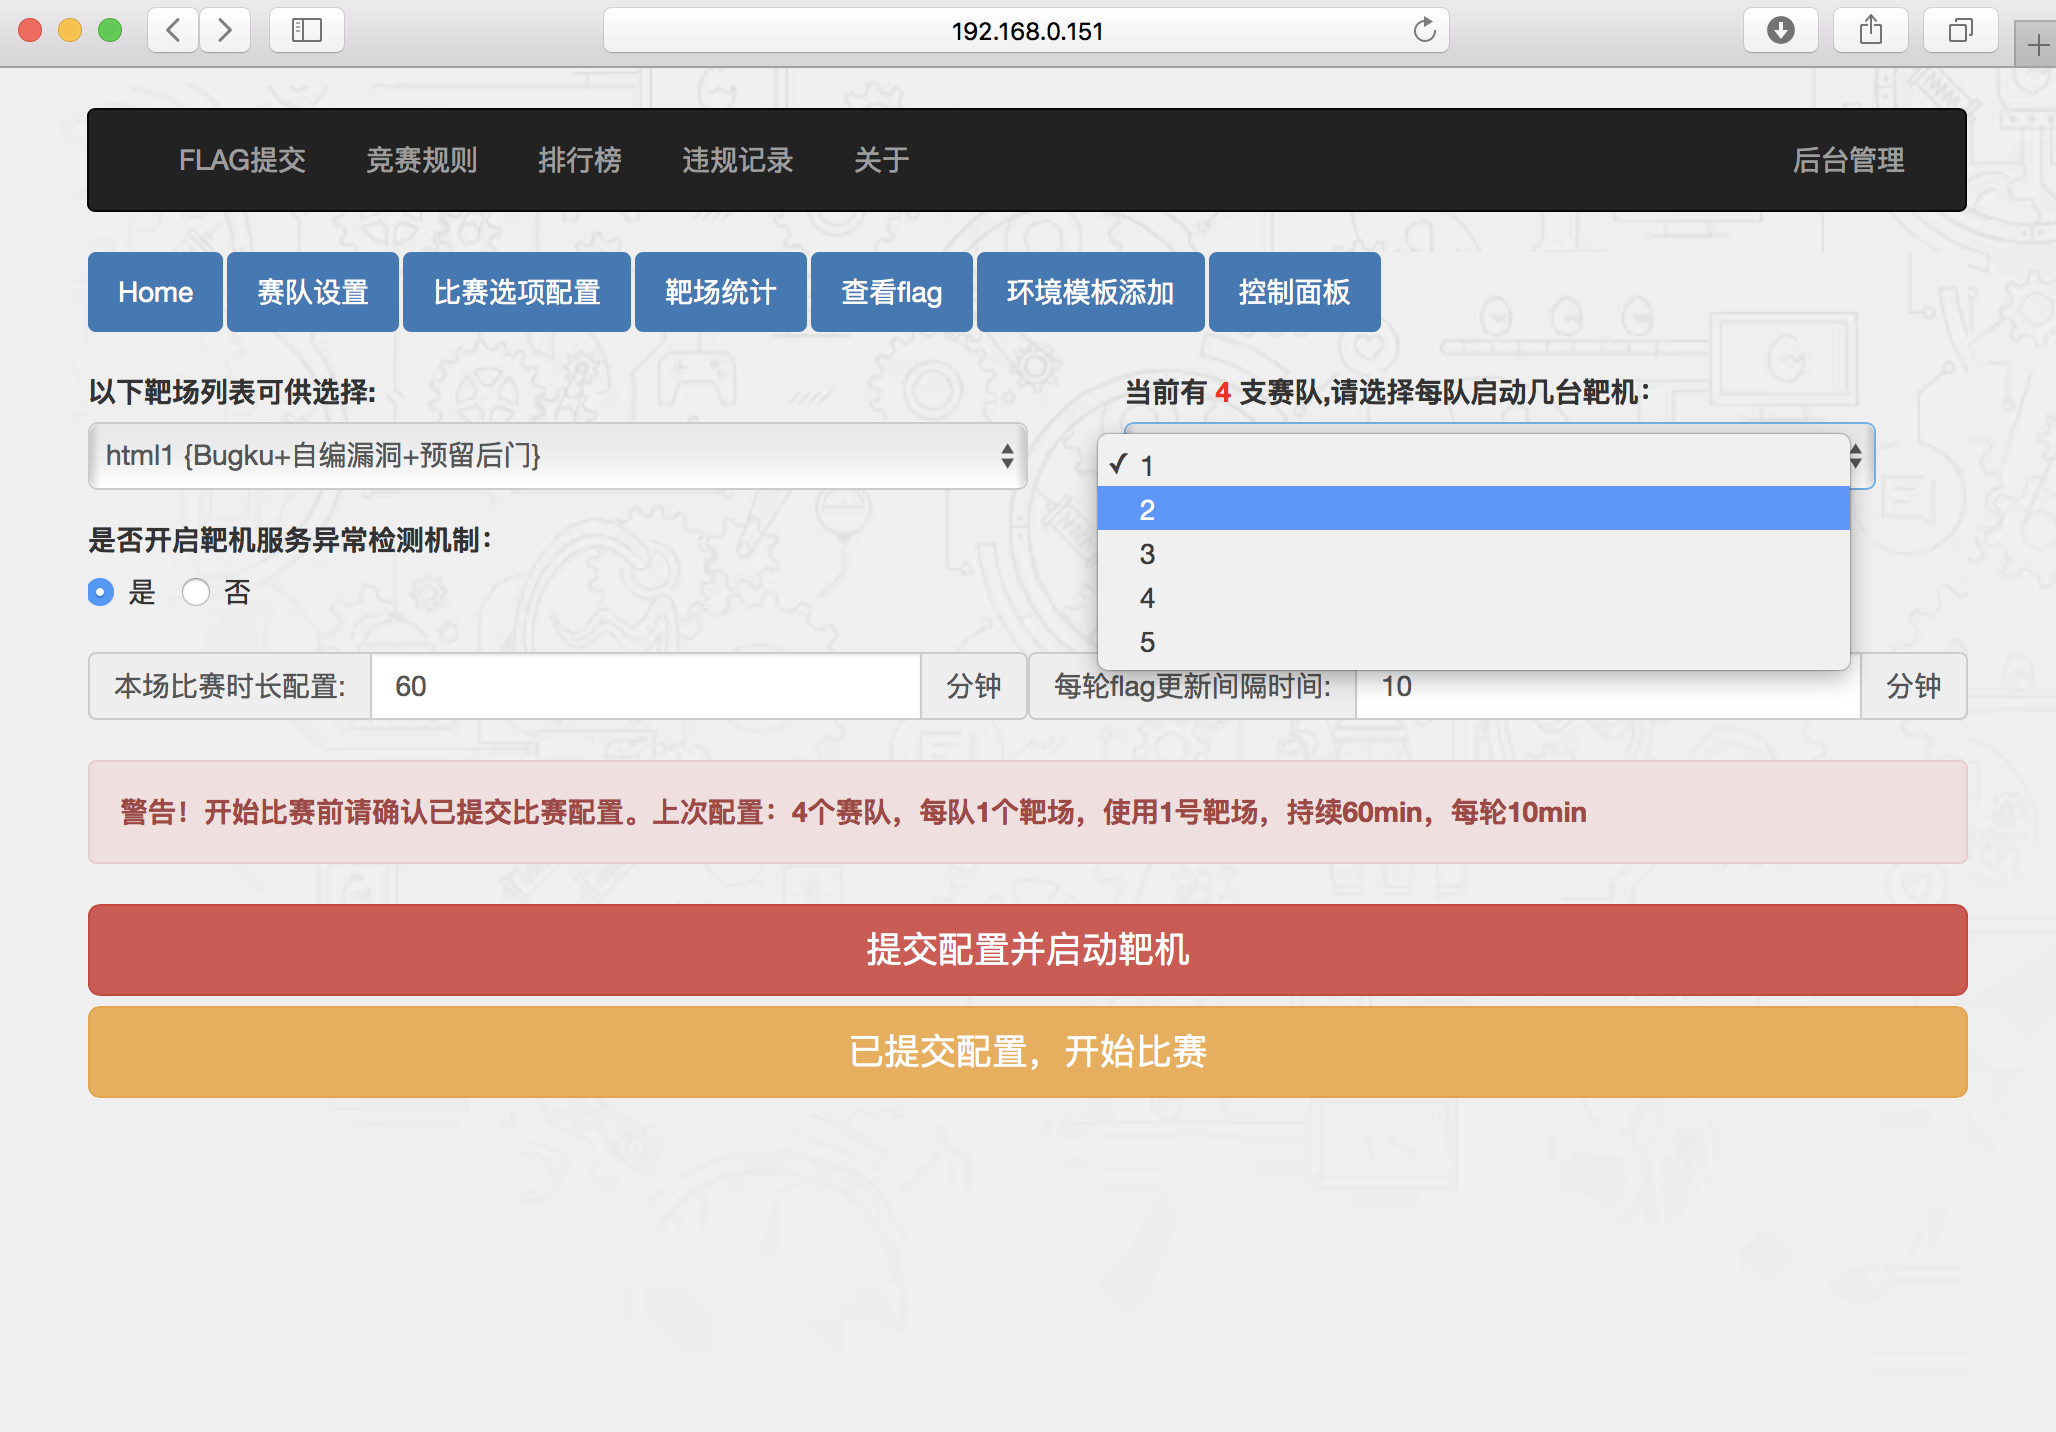 192.168.0.151
FLAG提交 竞赛规则 排行榜 违规记录 关于 后台管理
Home 赛队设置 比赛选项配置 靶场统计 查看flag 环境模板添加 控制面板
以下靶场列表可供选择: 当前有 4 支赛队,请选择每队启动几台靶机：
html1 {Bugku+自编漏洞+预留后门}
✓ 1
2
3
4
5
是否开启靶机服务异常检测机制：
是 否
本场比赛时长配置: 60 分钟 每轮flag更新间隔时间: 10 分钟
警告！开始比赛前请确认已提交比赛配置。上次配置：4个赛队，每队1个靶场，使用1号靶场，持续60min，每轮10min
提交配置并启动靶机
已提交配置，开始比赛